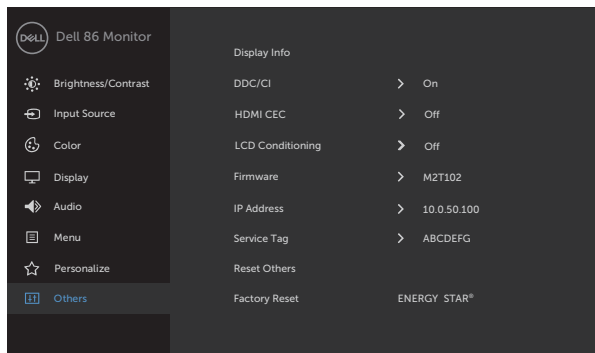 DELL Dell 86 Monitor
Display Info
Brightness/Contrast DDC/CI On
Input Source HDMI CEC Off
Color LCD Conditioning Off
Display Firmware M2T102
Audio IP Address 10.0.50.100
Menu Service Tag ABCDEFG
Personalize Reset Others
Others Factory Reset ENERGY STAR®